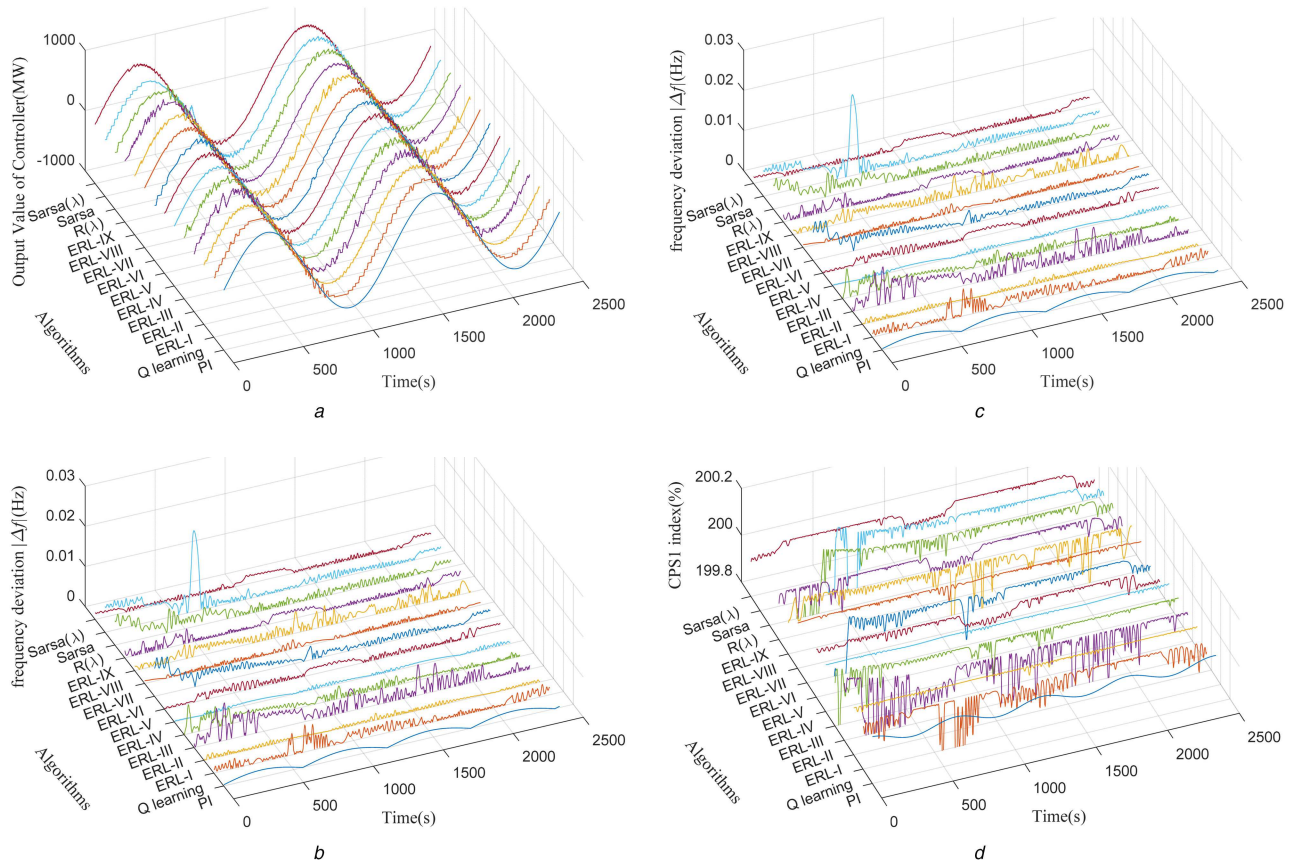 1000
0
-1000
Output Value of Controller(MW)
Sarsa(λ)
Sarsa
R(λ)
ERL-IX
ERL-VIII
ERL-VII
ERL-VI
ERL-V
ERL-IV
ERL-III
ERL-II
ERL-I
Q learning
PI
Algorithms
0
500
1000
1500
2000
2500
Time(s)
a
0.03
0.02
0.01
0
frequency deviation |Δf|(Hz)
Sarsa(λ)
Sarsa
R(λ)
ERL-IX
ERL-VIII
ERL-VII
ERL-VI
ERL-V
ERL-IV
ERL-III
ERL-II
ERL-I
Q learning
PI
Algorithms
0
500
1000
1500
2000
2500
Time(s)
c
0.03
0.02
0.01
0
frequency deviation |Δf|(Hz)
Sarsa(λ)
Sarsa
R(λ)
ERL-IX
ERL-VIII
ERL-VII
ERL-VI
ERL-V
ERL-IV
ERL-III
ERL-II
ERL-I
Q learning
PI
Algorithms
0
500
1000
1500
2000
2500
Time(s)
b
200.2
200
199.8
CPS1 index(%)
Sarsa(λ)
Sarsa
R(λ)
ERL-IX
ERL-VIII
ERL-VII
ERL-VI
ERL-V
ERL-IV
ERL-III
ERL-II
ERL-I
Q learning
PI
Algorithms
0
500
1000
1500
2000
2500
Time(s)
d